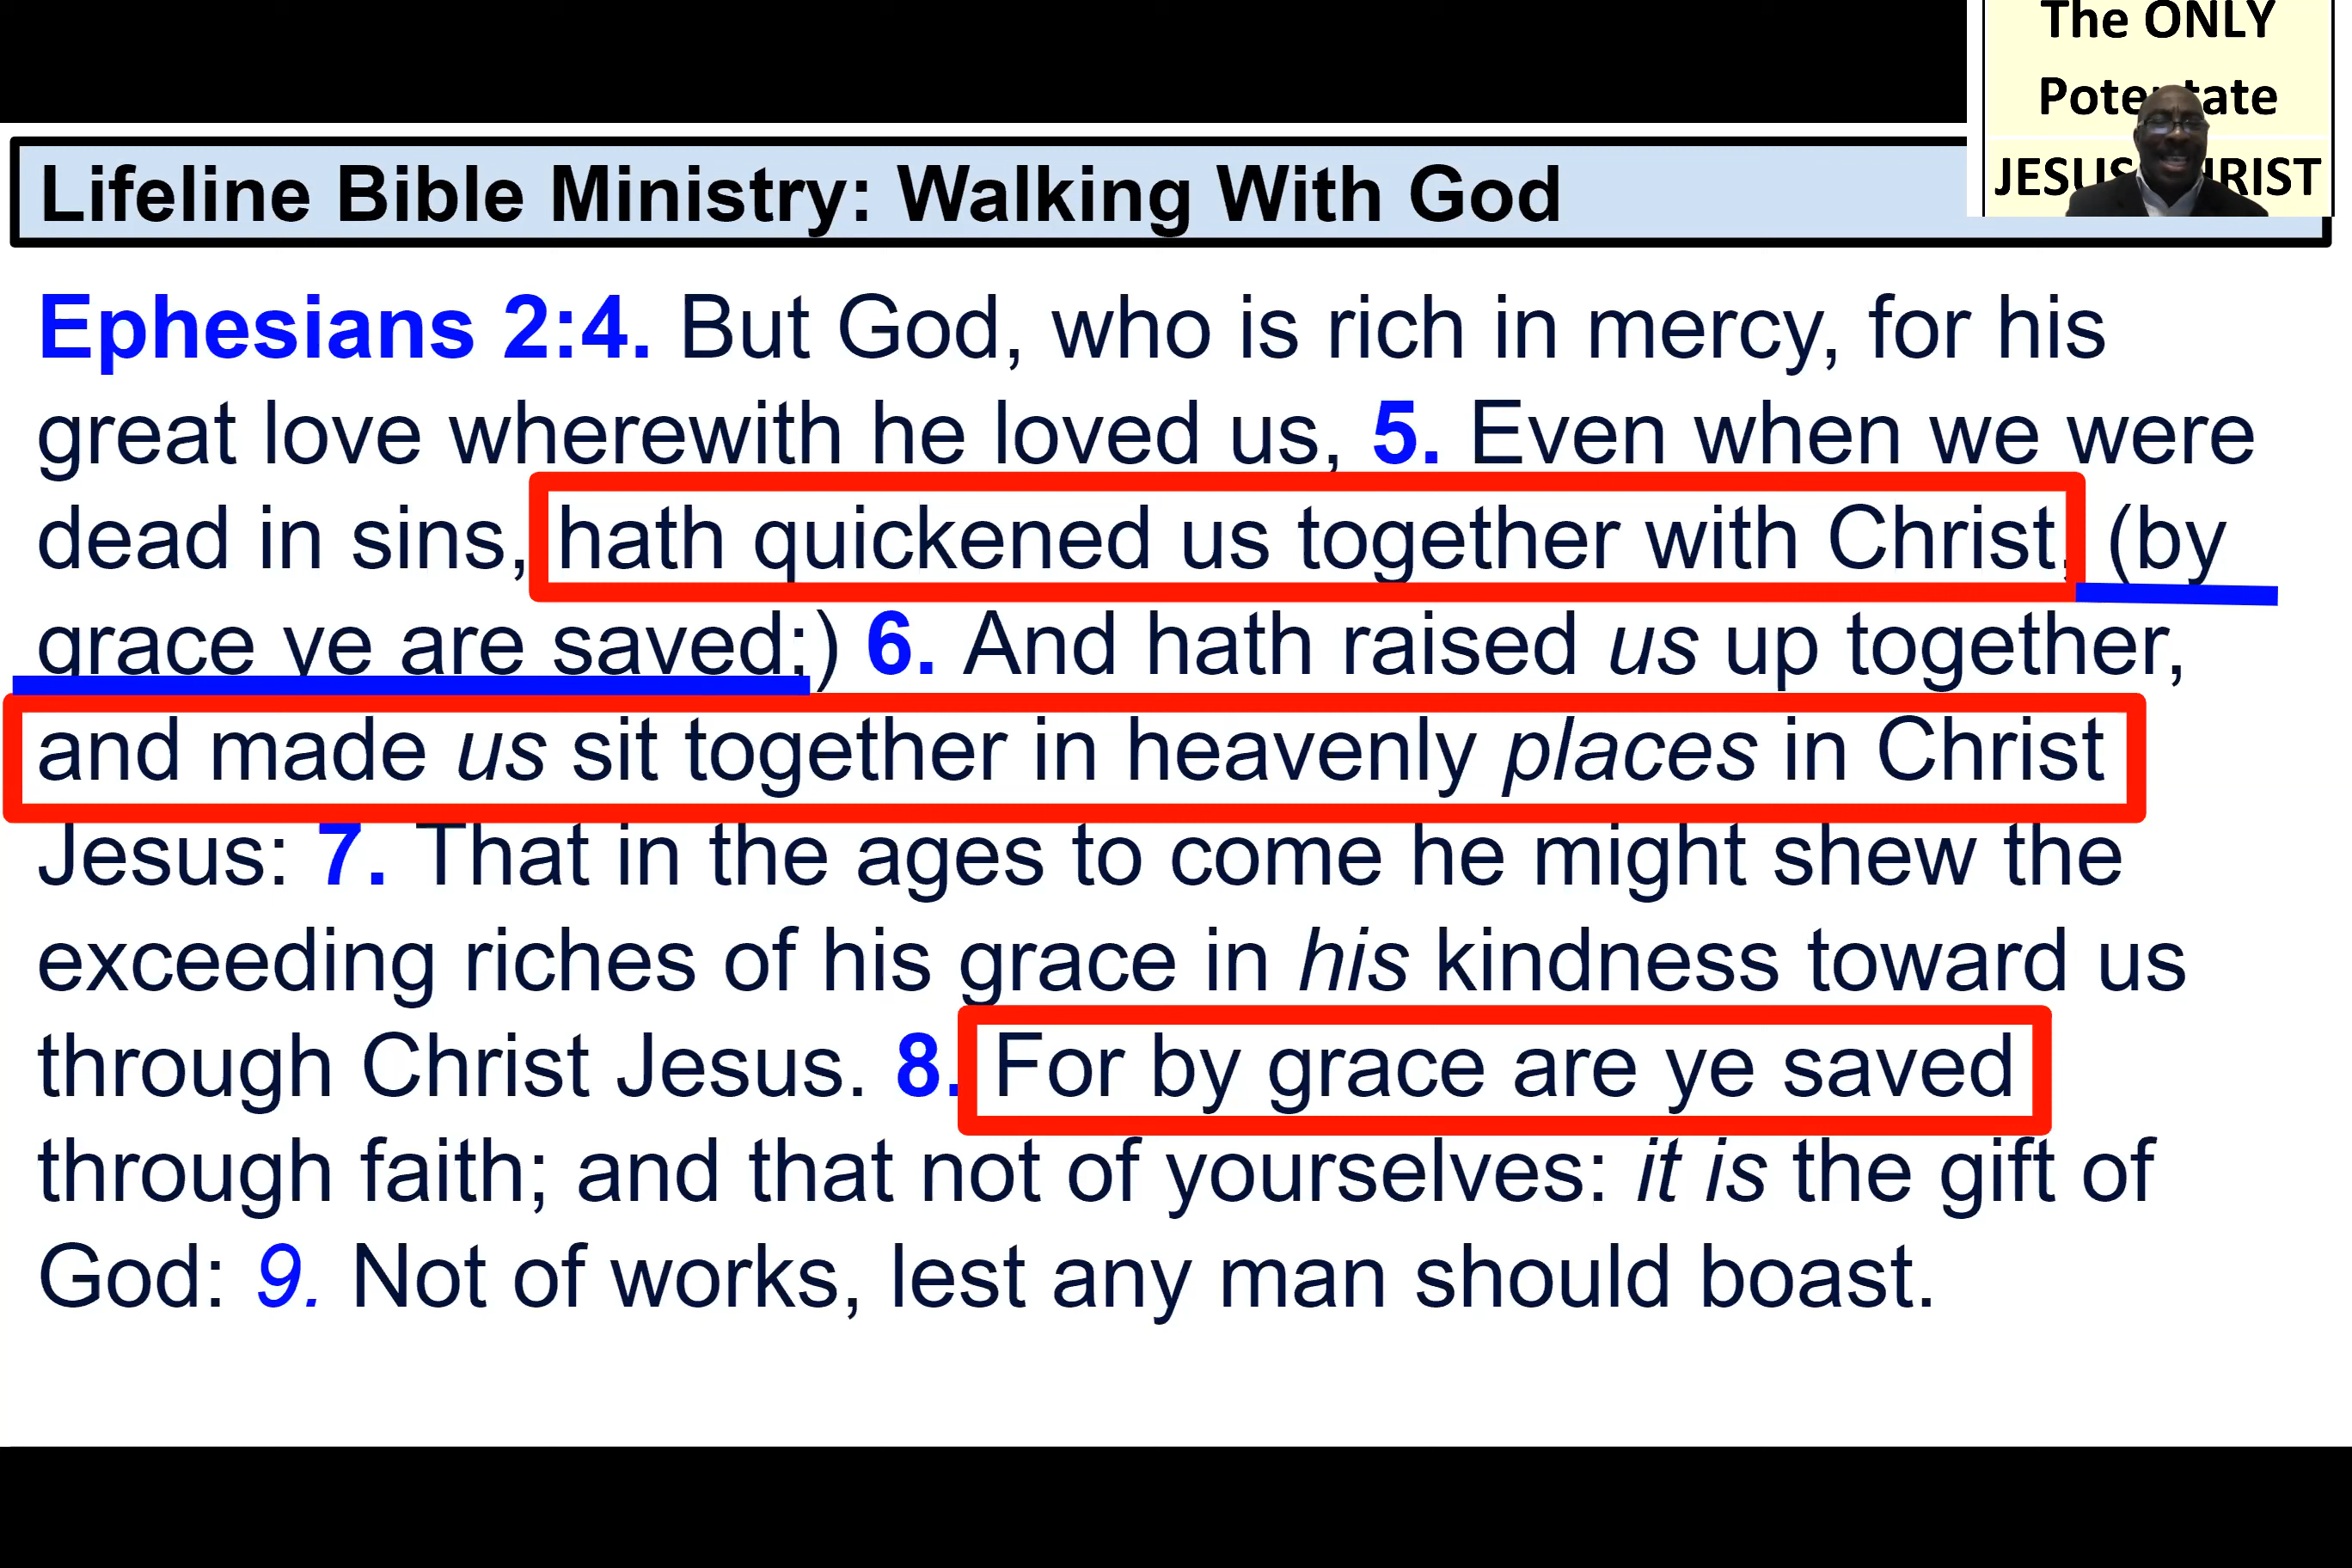 The ONLY
Potentate
JESUS CHRIST
Lifeline Bible Ministry: Walking With God
Ephesians 2:4. But God, who is rich in mercy, for his
great love wherewith he loved us, 5. Even when we were
dead in sins, hath quickened us together with Christ, (by
grace ye are saved;) 6. And hath raised us up together,
and made us sit together in heavenly places in Christ
Jesus: 7. That in the ages to come he might shew the
exceeding riches of his grace in his kindness toward us
through Christ Jesus. 8. For by grace are ye saved
through faith; and that not of yourselves: it is the gift of
God: 9. Not of works, lest any man should boast.